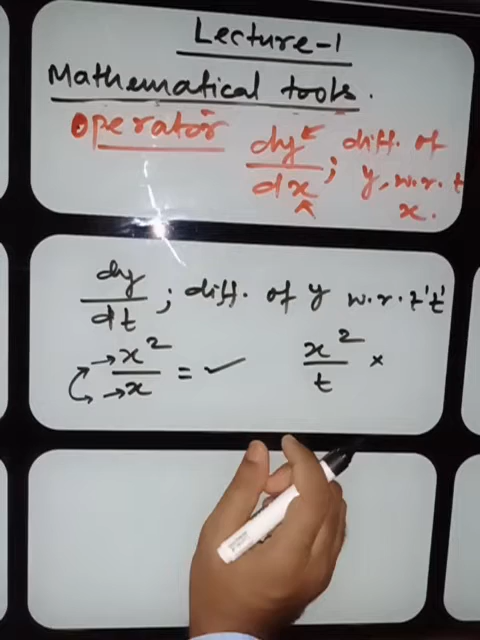 Lecture-1
Mathematical tools.
Operator dy/dx ; diff. of y, w.r.t x.
dy/dt ; diff. of y w.r.t 't'
x²/x = ✓ x²/t ×